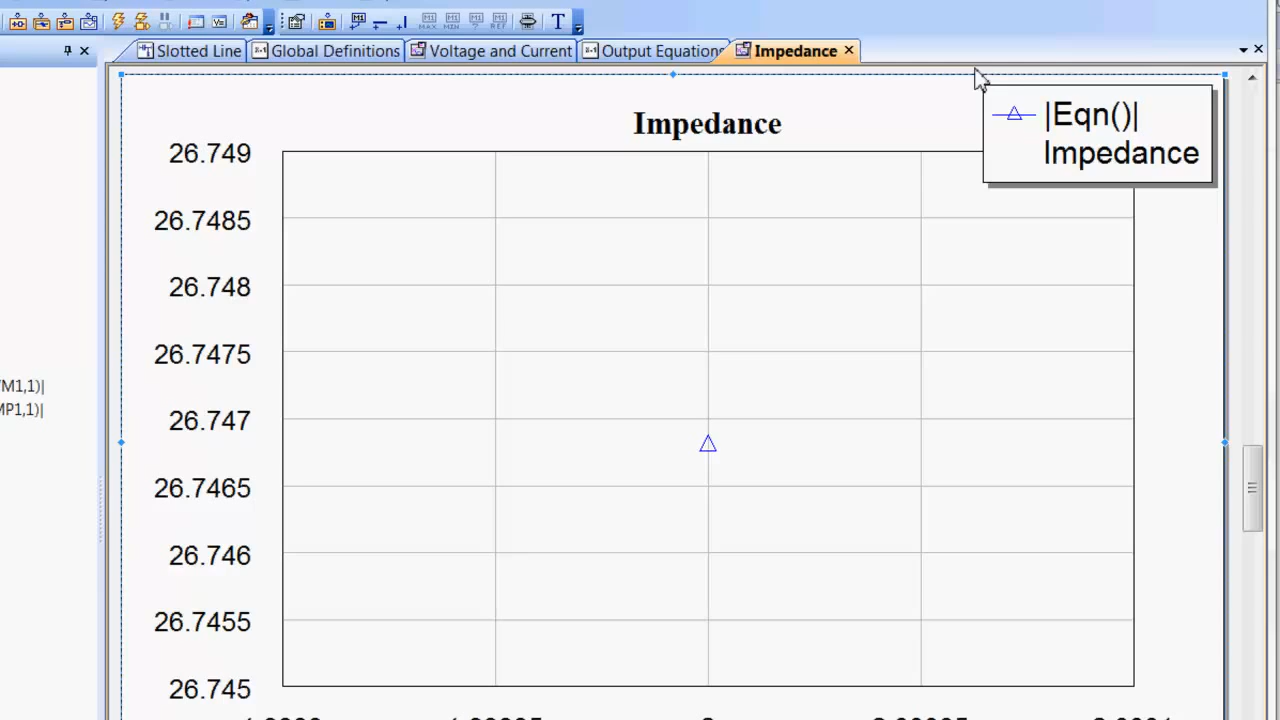 Slotted Line
Global Definitions
Voltage and Current
Output Equations
Impedance
Impedance
|Eqn()|
Impedance
26.749
26.7485
26.748
26.7475
26.747
26.7465
26.746
26.7455
26.745
M1,1)|
MP1,1)|